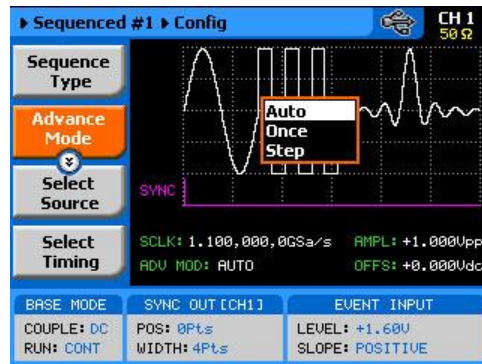 Sequenced #1 Config
CH 1
50 Ω
Sequence
Type
Advance
Mode
Select
Source
Select
Timing
Auto
Once
Step
SYNC
SCLK: 1.100,000,0GSa/s
AMPL: +1.000Vpp
ADV MOD: AUTO
OFFS: +0.000Vdc
BASE MODE
COUPLE: DC
RUN: CONT
SYNC OUT [CH1]
POS: 0Pts
WIDTH: 4Pts
EVENT INPUT
LEVEL: +1.60V
SLOPE: POSITIVE